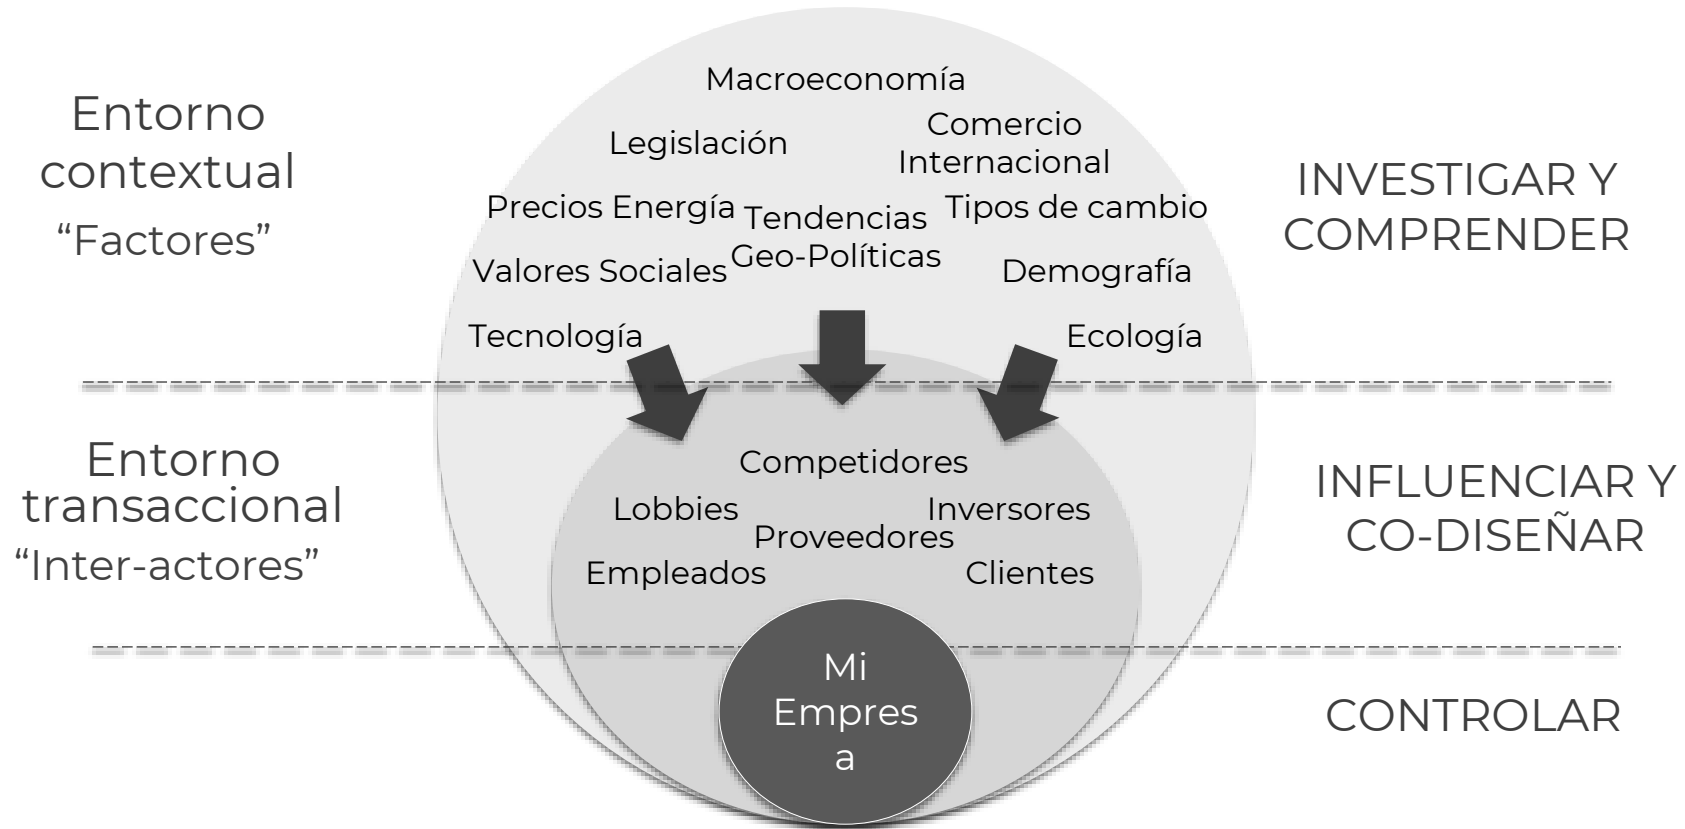 Entorno
contextual
“Factores”
Macroeconomía
Legislación
Comercio
Internacional
Precios Energía
Tendencias
Geo-Políticas
Tipos de cambio
Valores Sociales
Demografía
Tecnología
Ecología
INVESTIGAR Y
COMPRENDER
Entorno
transaccional
“Inter-actores”
Competidores
Lobbies
Inversores
Proveedores
Empleados
Clientes
INFLUENCIAR Y
CO-DISEÑAR
Mi
Empres
a
CONTROLAR